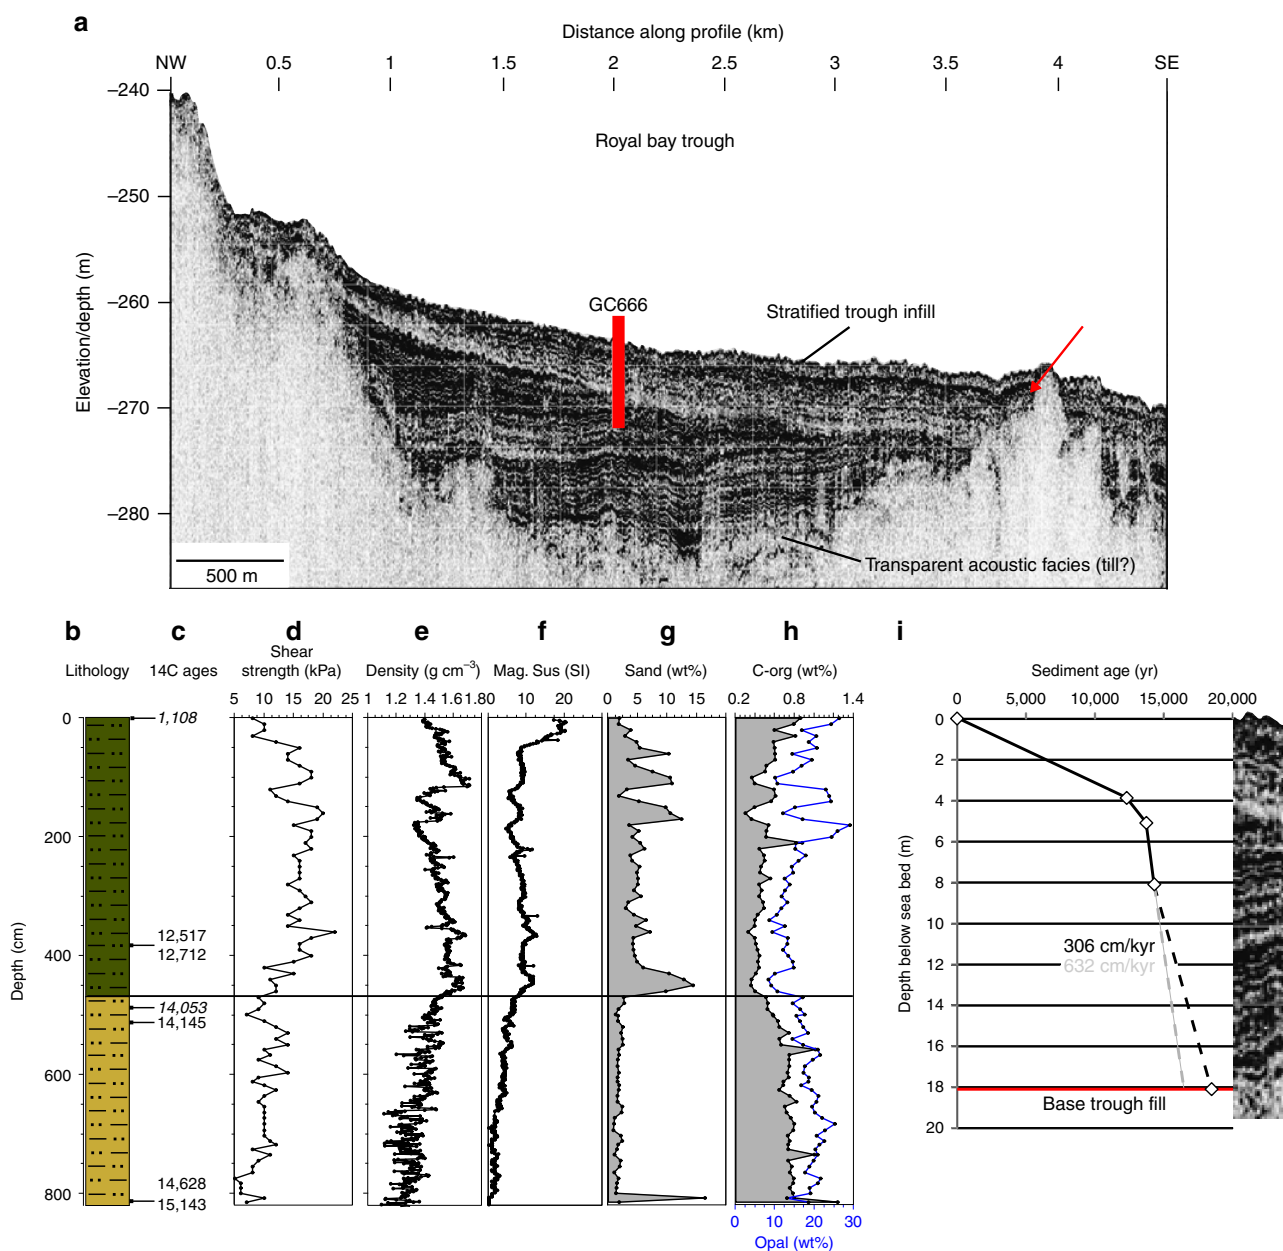 a
Distance along profile (km)
NW 0.5 1 1.5 2 2.5 3 3.5 4 SE
–240
Royal bay trough
–250
Elevation/depth (m)
–260
GC666
Stratified trough infill
–270
–280
Transparent acoustic facies (till?)
500 m
b c d e f g h i
Lithology
14C ages
Shear
strength (kPa)
Density (g cm–3)
Mag. Sus (SI)
Sand (wt%)
C-org (wt%)
Sediment age (yr)
5 10 15 20 25
1 1.2 1.4 1.6 1.8
0 10 20
0 5 10 15
0.2 0.8 1.4
0 5,000 10,000 15,000 20,000
Depth (cm)
0
200
400
600
800
1,108
12,517
12,712
14,053
14,145
14,628
15,143
0 10 20 30
Opal (wt%)
Depth below sea bed (m)
0
2
4
6
8
10
12
14
16
18
20
306 cm/kyr
632 cm/kyr
Base trough fill